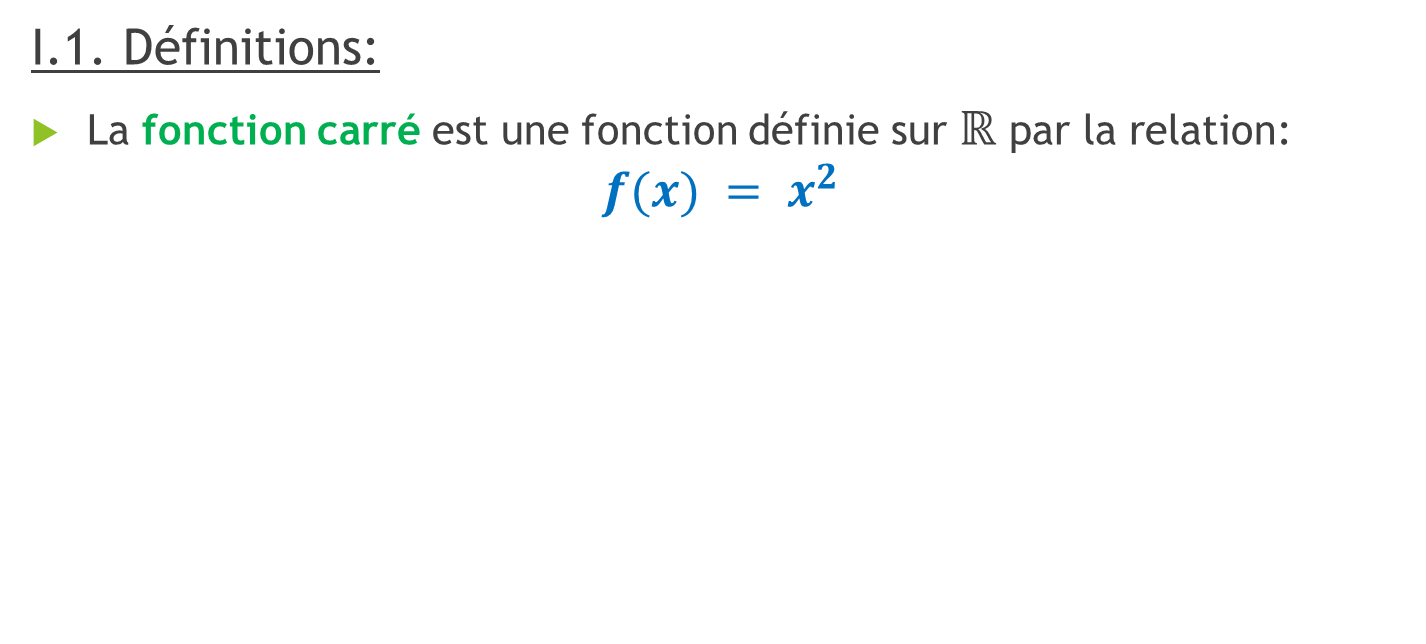 I.1. Définitions:
La fonction carré est une fonction définie sur ℝ par la relation:
f(x) = x²